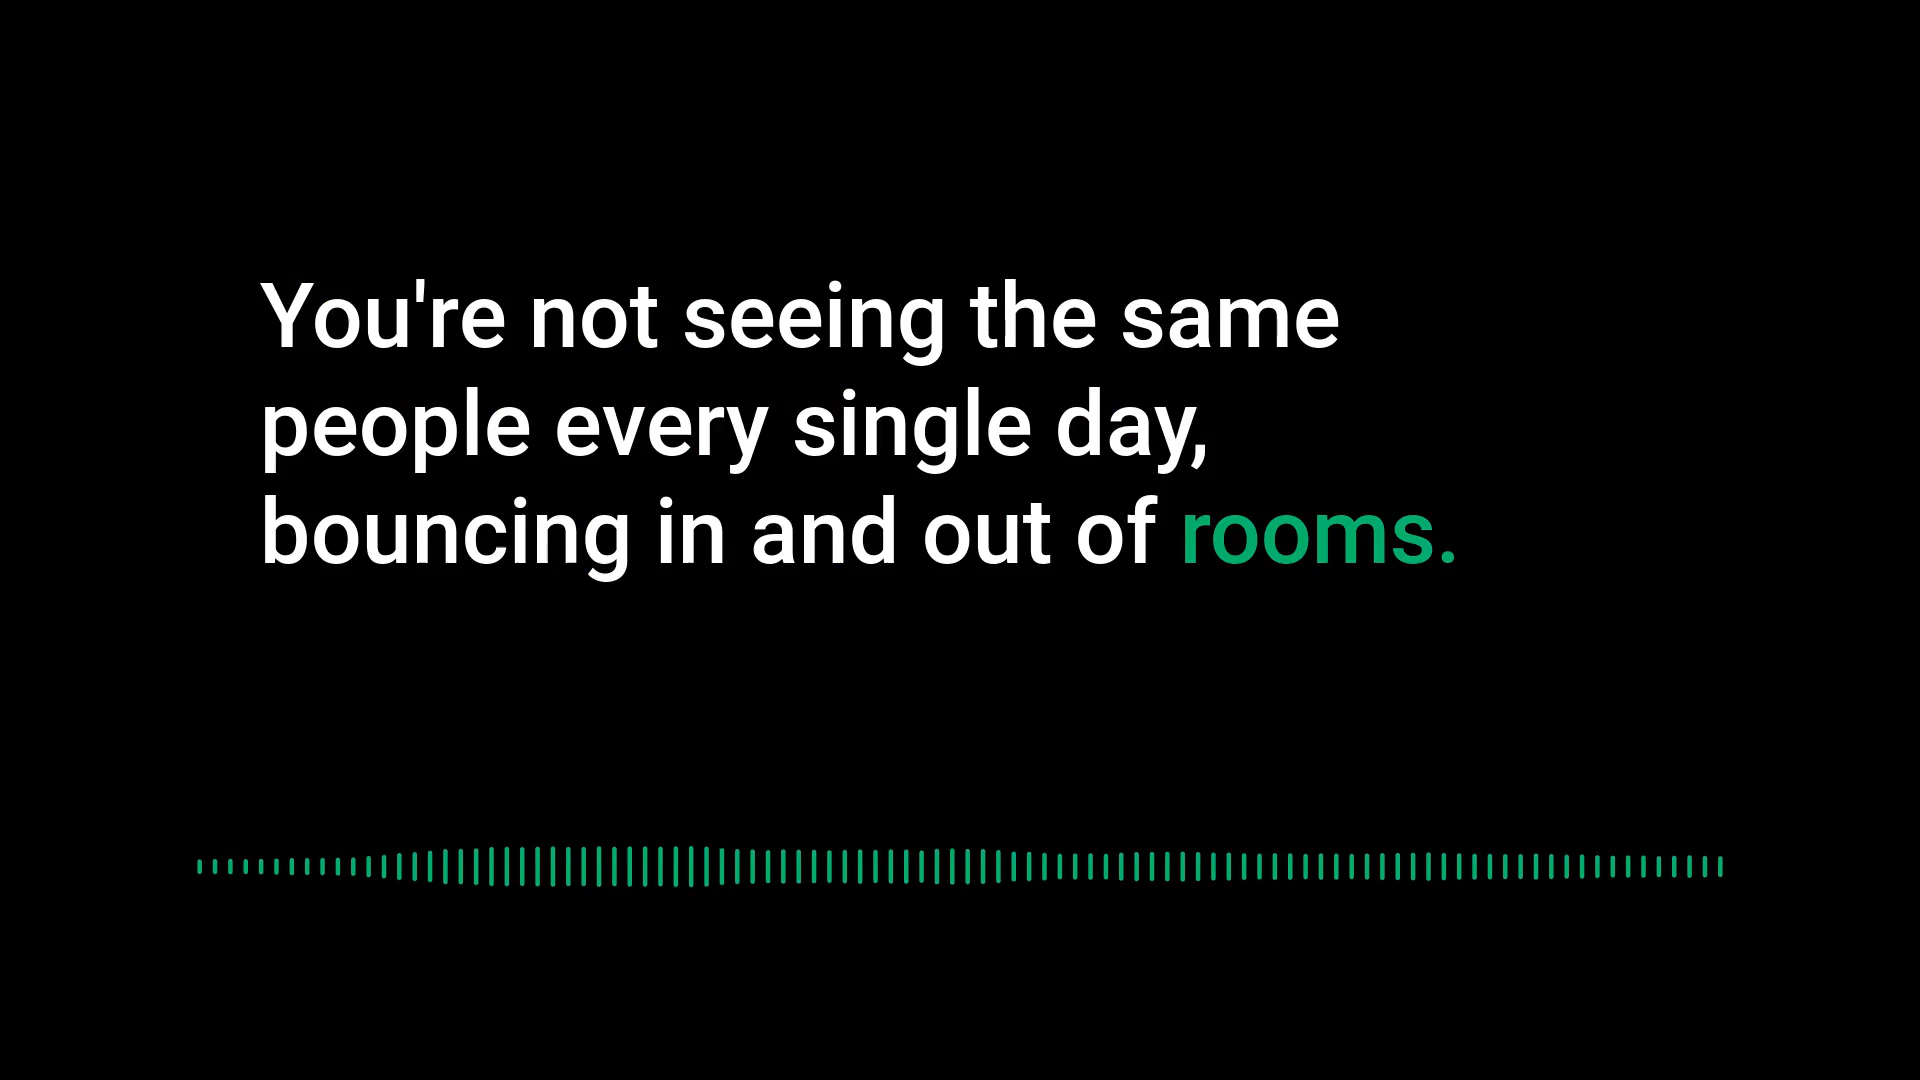 You're not seeing the same
people every single day,
bouncing in and out of rooms.